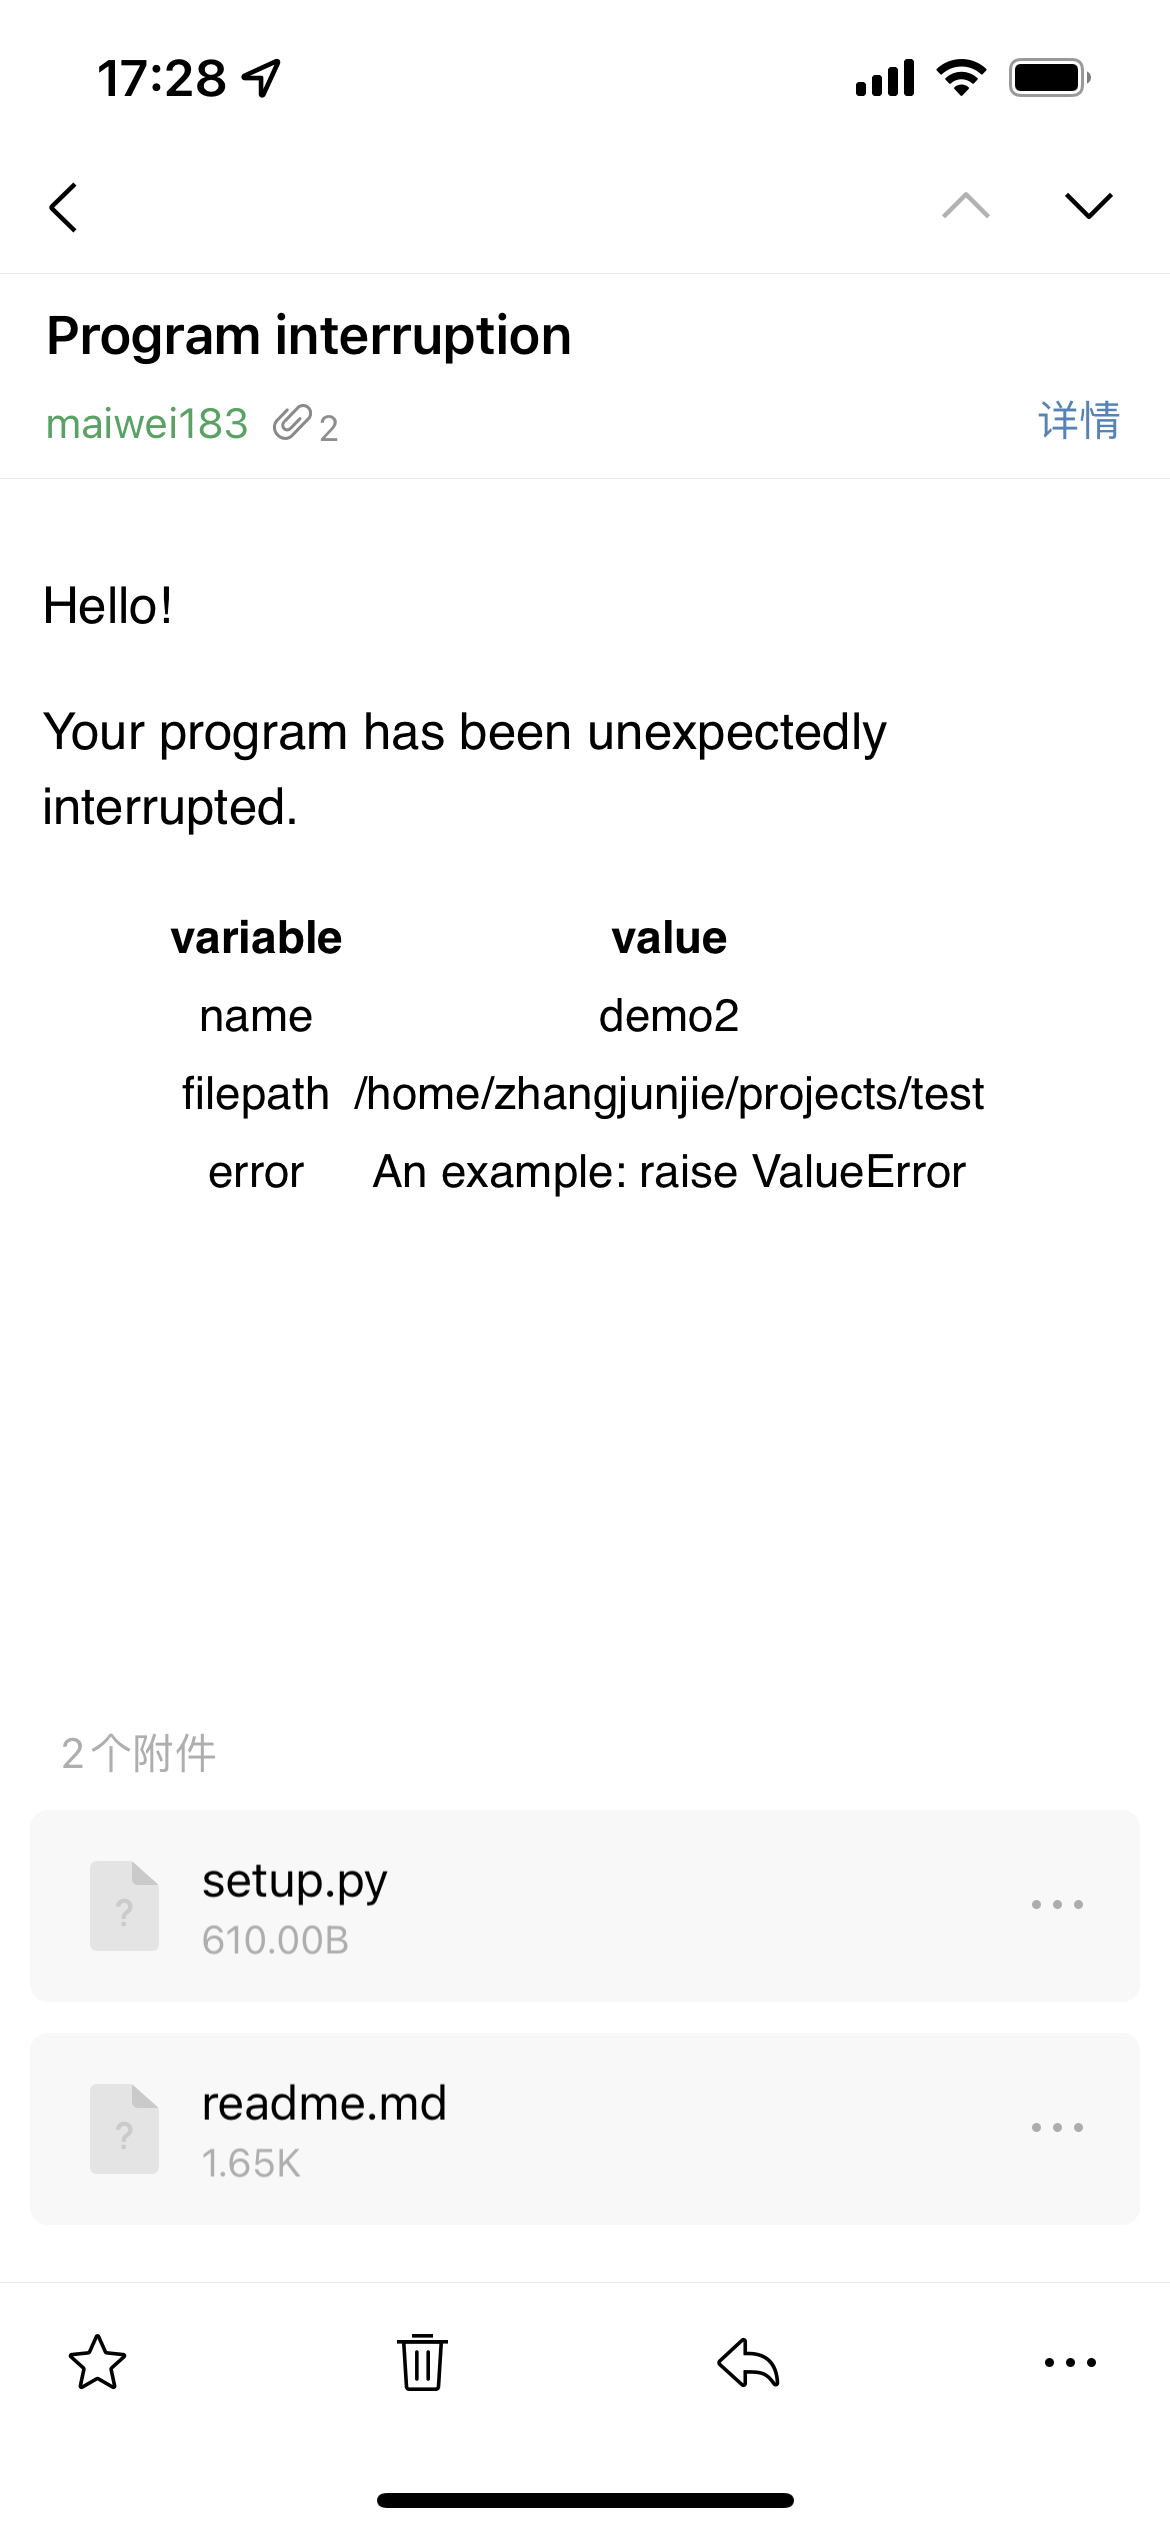 17:28
Program interruption
maiwei183 2 详情
Hello!
Your program has been unexpectedly
interrupted.
variable value
name demo2
filepath /home/zhangjunjie/projects/test
error An example: raise ValueError
2个附件
? setup.py
610.00B
? readme.md
1.65K